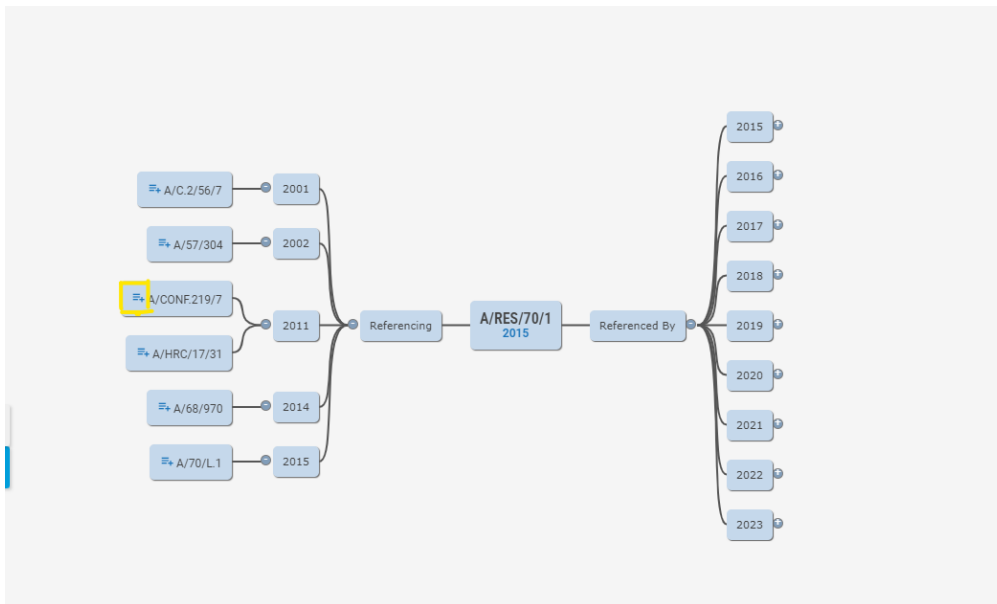 A/C.2/56/7
2001
A/57/304
2002
A/CONF.219/7
A/HRC/17/31
2011
A/68/970
2014
A/70/L.1
2015
Referencing
A/RES/70/1
2015
Referenced By
2015
2016
2017
2018
2019
2020
2021
2022
2023